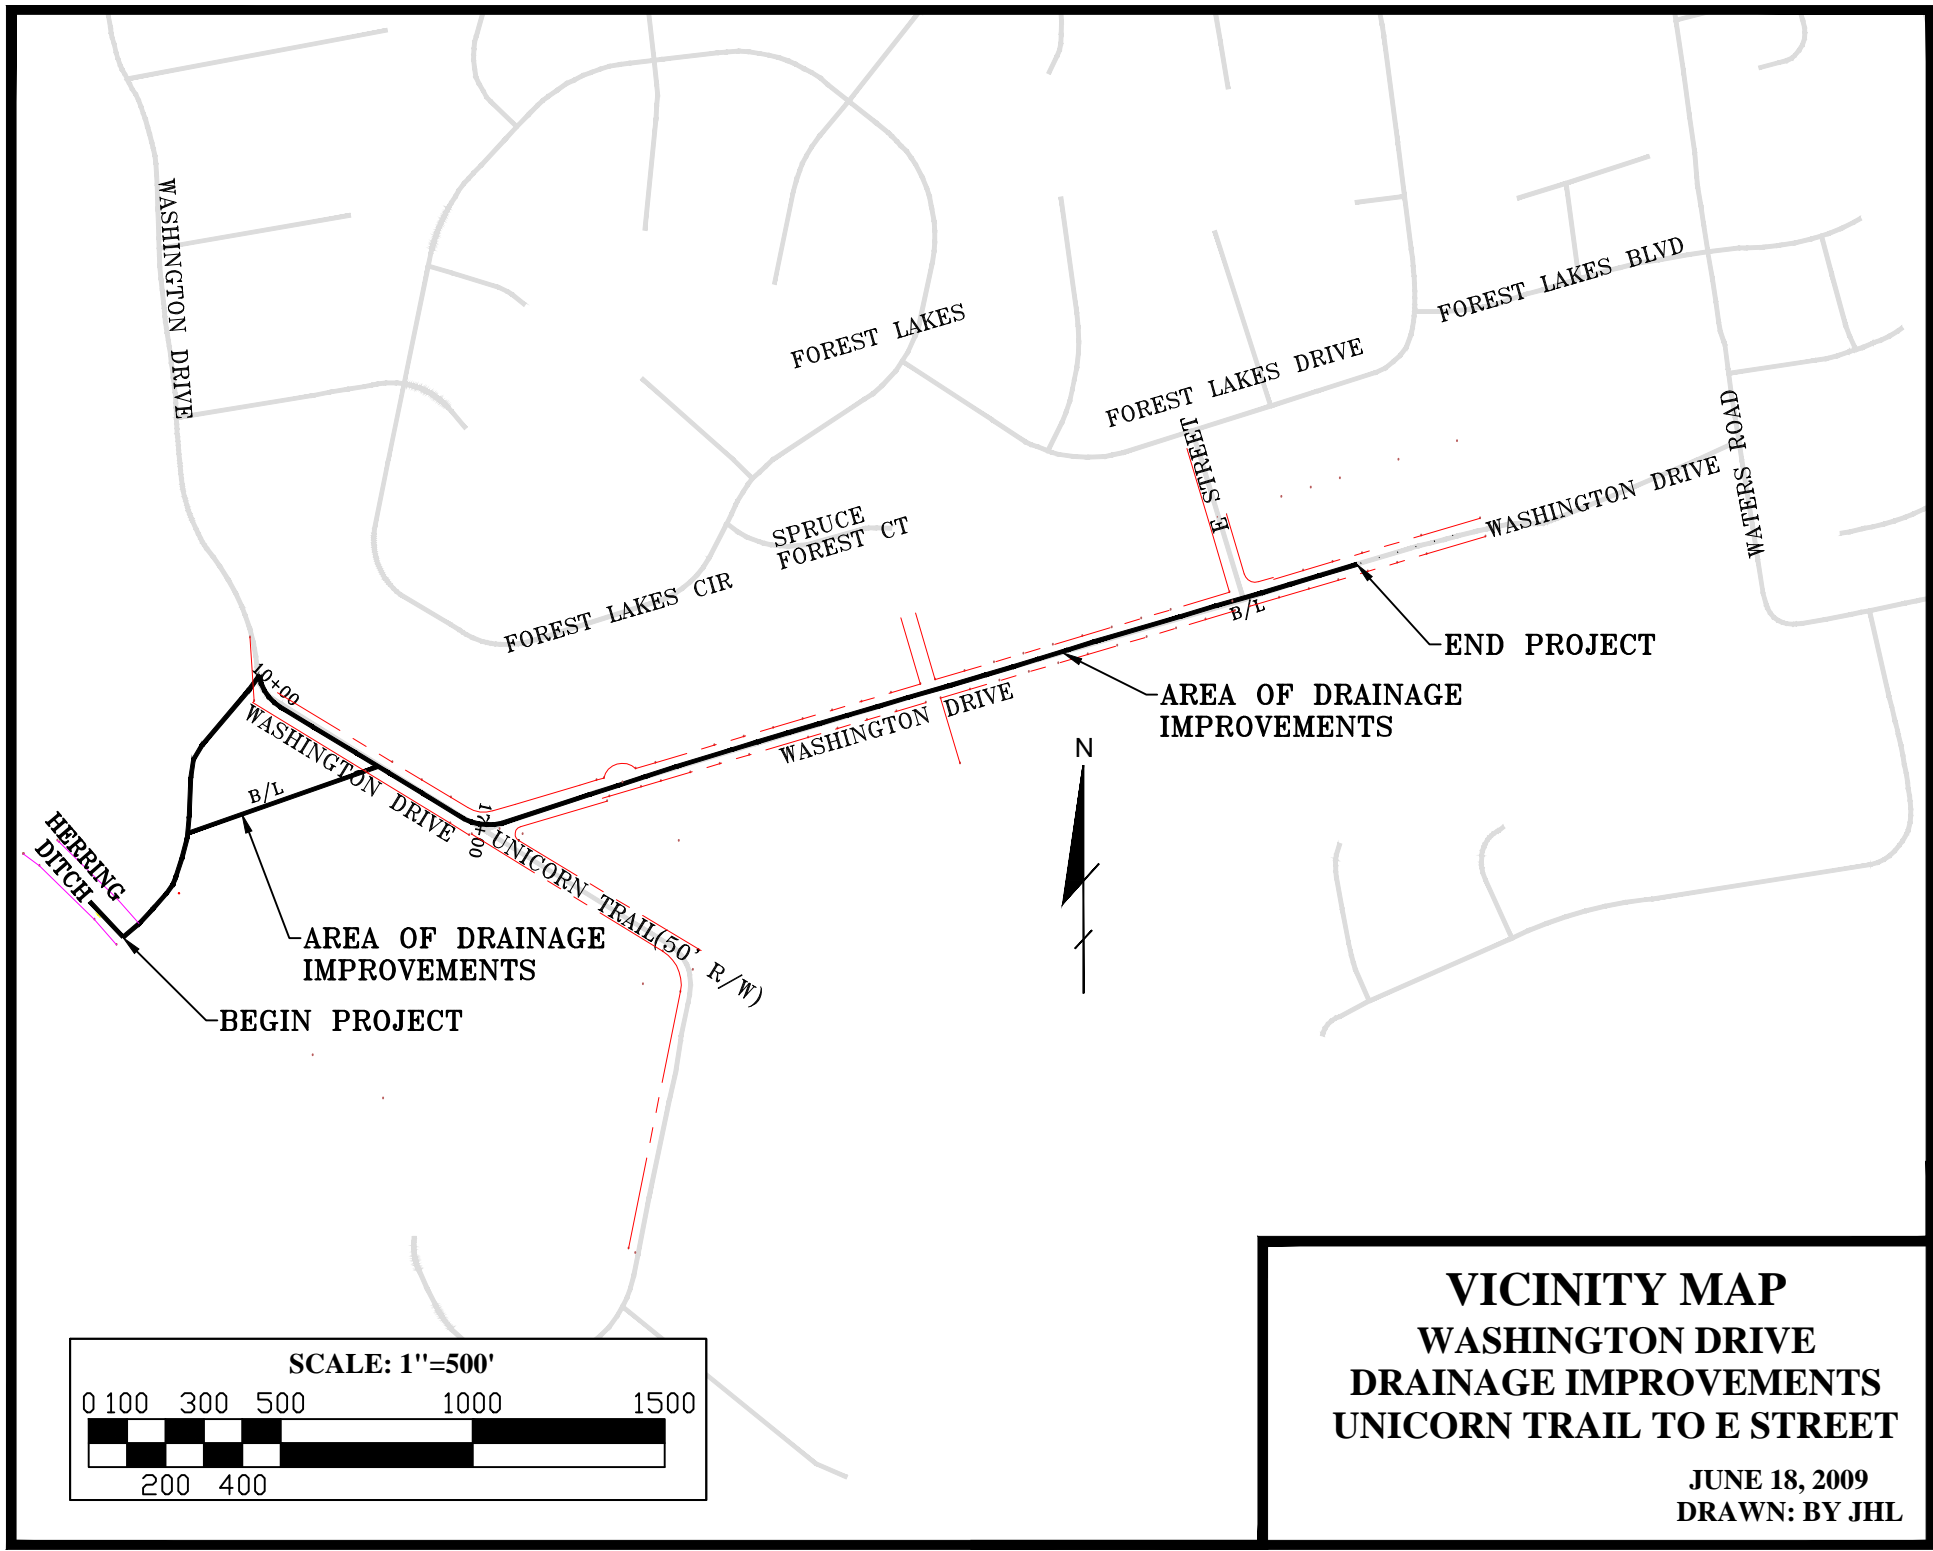 WASHINGTON DRIVE
FOREST LAKES
FOREST LAKES BLVD
FOREST LAKES DRIVE
E STREET
WATERS ROAD
WASHINGTON DRIVE
SPRUCE
FOREST CT
FOREST LAKES CIR
B/L
END PROJECT
10+00
AREA OF DRAINAGE
IMPROVEMENTS
WASHINGTON DRIVE
WASHINGTON DRIVE
N
B/L
17+00
HERRING
DITCH
UNICORN TRAIL(50' R/W)
AREA OF DRAINAGE
IMPROVEMENTS
BEGIN PROJECT
SCALE: 1"=500'
0 100 300 500 1000 1500
200 400
VICINITY MAP
WASHINGTON DRIVE
DRAINAGE IMPROVEMENTS
UNICORN TRAIL TO E STREET
JUNE 18, 2009
DRAWN: BY JHL